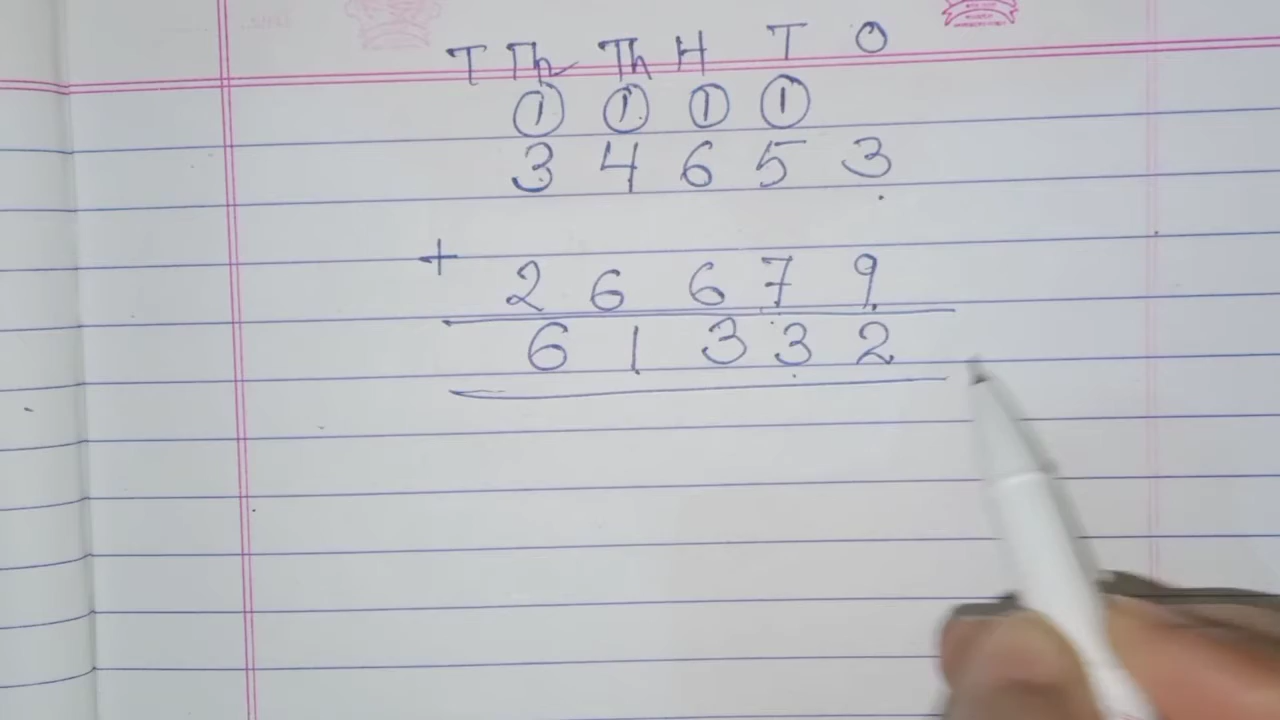 T Th Th H T O
① ① ① ①
3 4 6 5 3
+ 2 6 6 7 9
6 1 3 3 2